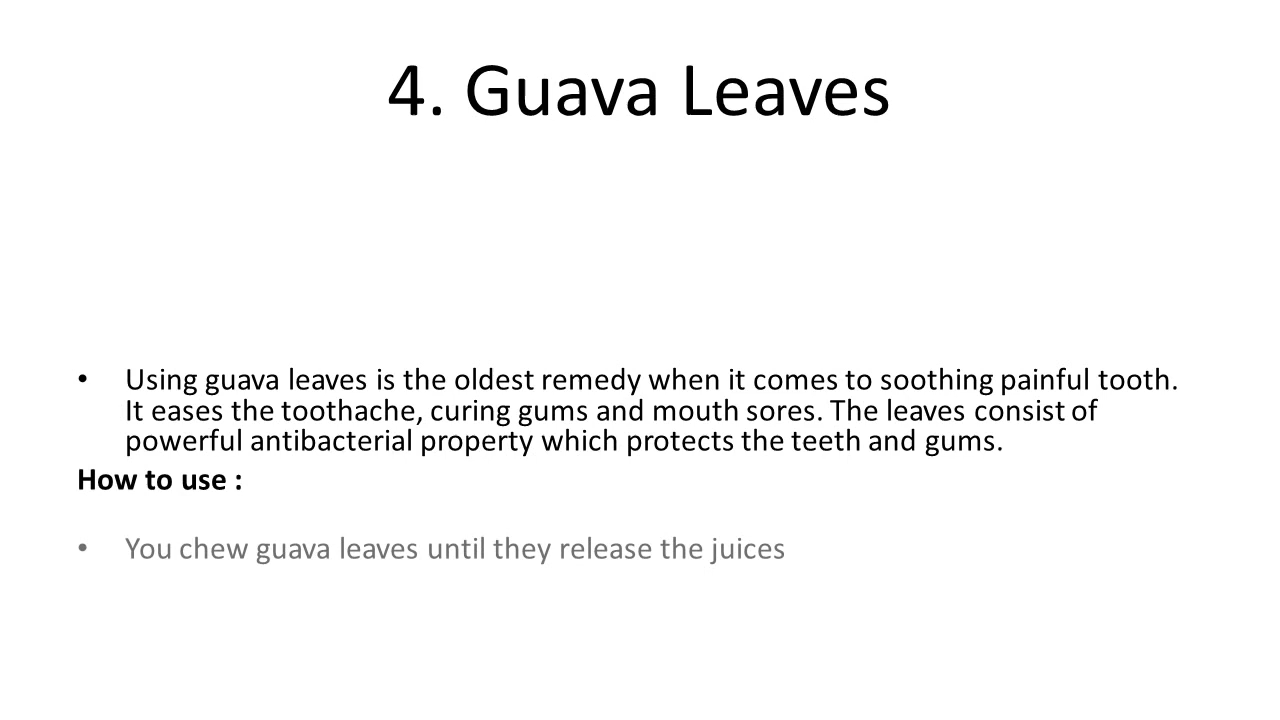 4. Guava Leaves
• Using guava leaves is the oldest remedy when it comes to soothing painful tooth.
It eases the toothache, curing gums and mouth sores. The leaves consist of
powerful antibacterial property which protects the teeth and gums.
How to use :
• You chew guava leaves until they release the juices